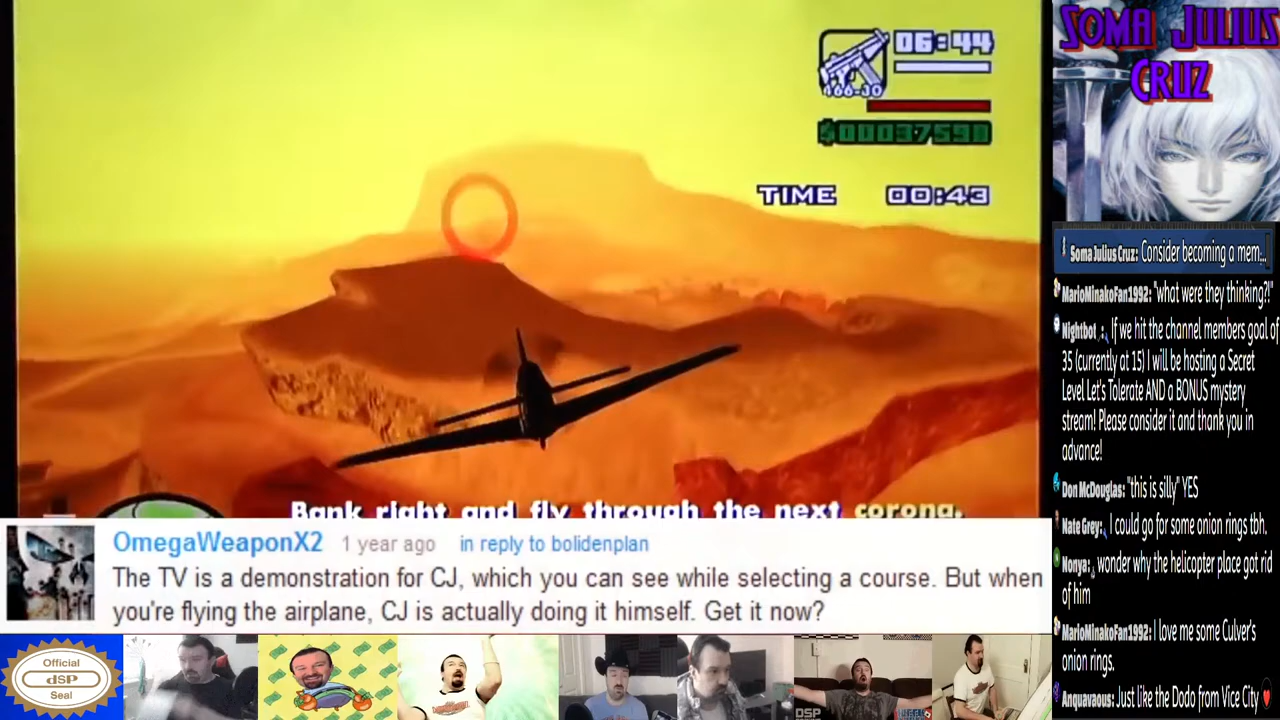 06:44
466-30
$00037590
TIME 00:43
Bank right and fly through the next corona.
OmegaWeaponX2 1 year ago in reply to bolidenplan
The TV is a demonstration for CJ, which you can see while selecting a course. But when
you're flying the airplane, CJ is actually doing it himself. Get it now?
Official
dSP
Seal
DSP
SOMA JULIUS
CRUZ
Soma Julius Cruz: Consider becoming a mem...
MarioMinakoFan1992: "what were they thinking?!"
Nightbot : If we hit the channel members goal of
35 (currently at 15) I will be hosting a Secret
Level Let's Tolerate AND a BONUS mystery
stream! Please consider it and thank you in
advance!
Don McDouglas: "this is silly" YES
Nate Grey: I could go for some onion rings tbh.
Nonya: wonder why the helicopter place got rid
of him
MarioMinakoFan1992: I love me some Culver's
onion rings.
Anquavaous: Just like the Dodo from Vice City